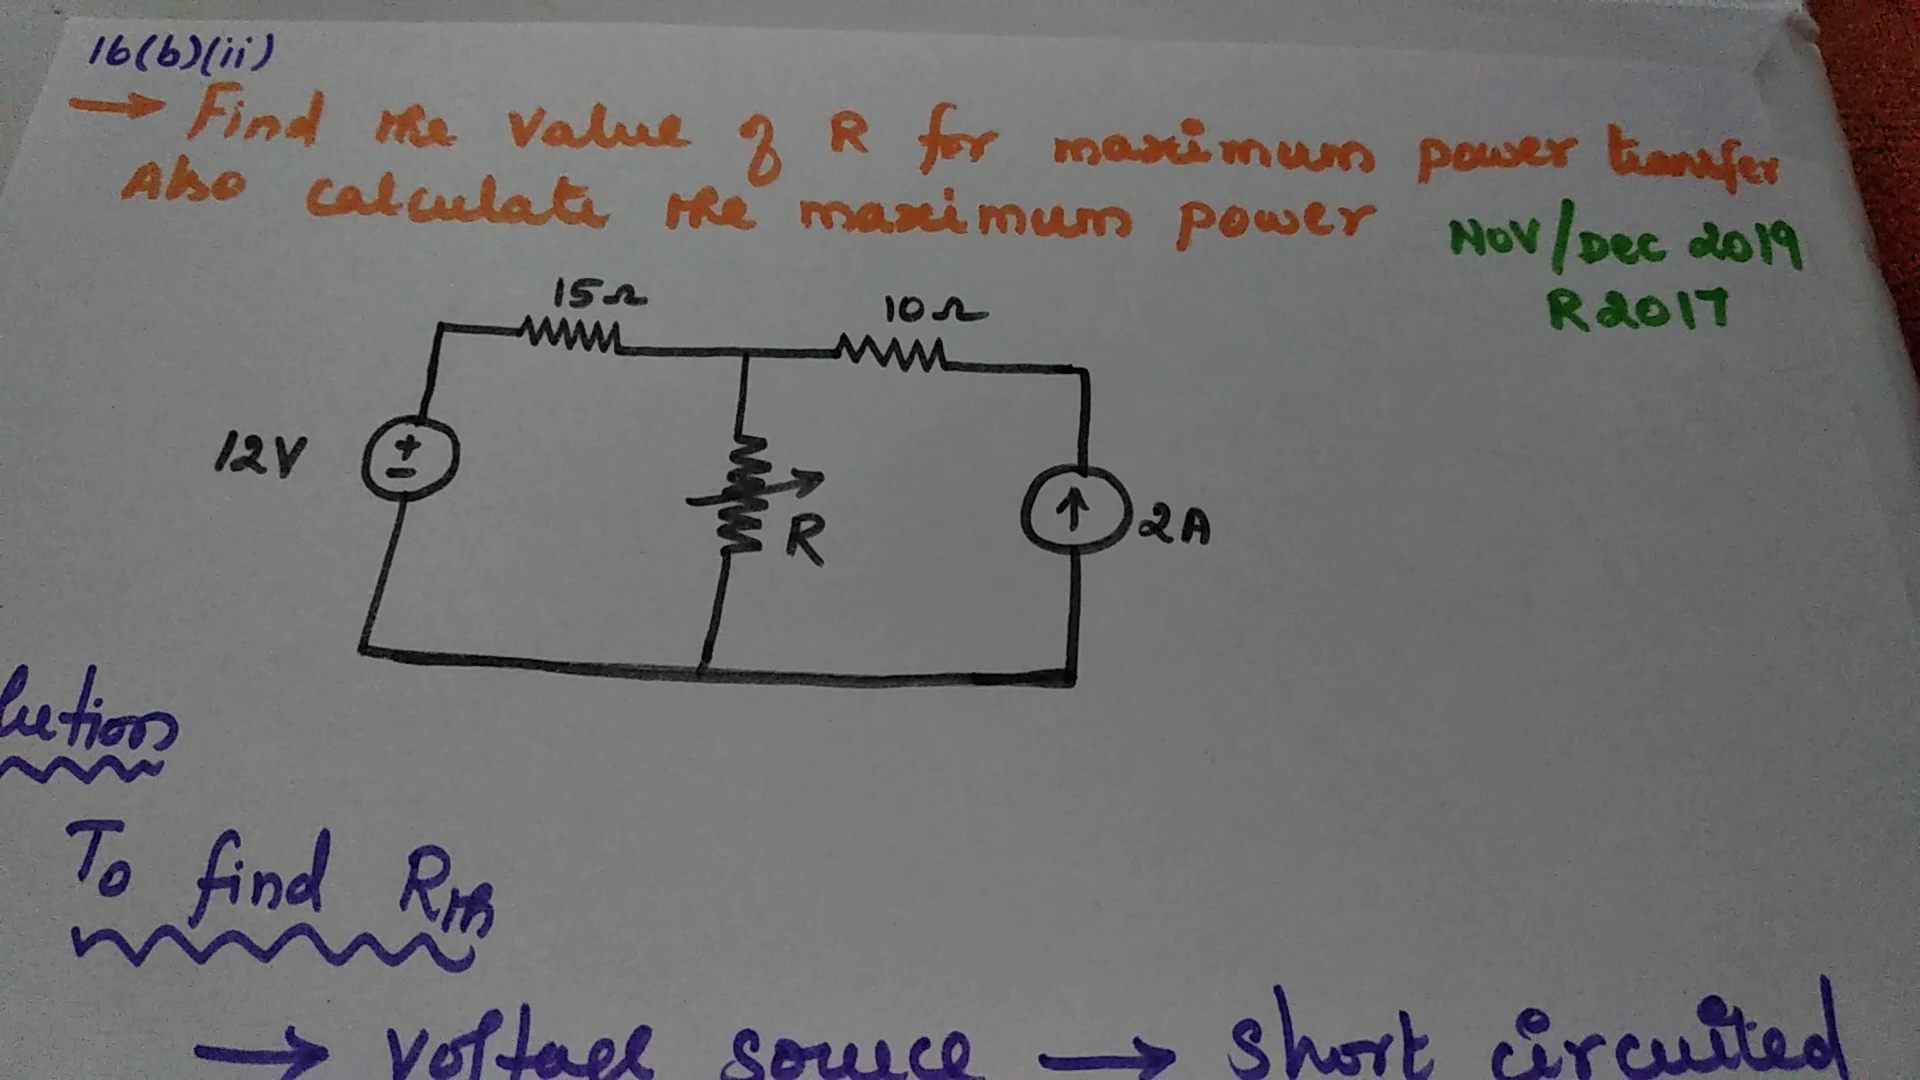 16(b)(ii)
→ Find the value of R for maximum power transfer
Also calculate the maximum power
Nov/Dec 2019
R2017
15Ω
10Ω
12V
+
-
R
2A
lution
To find RTh
→ voltage source → short circuited